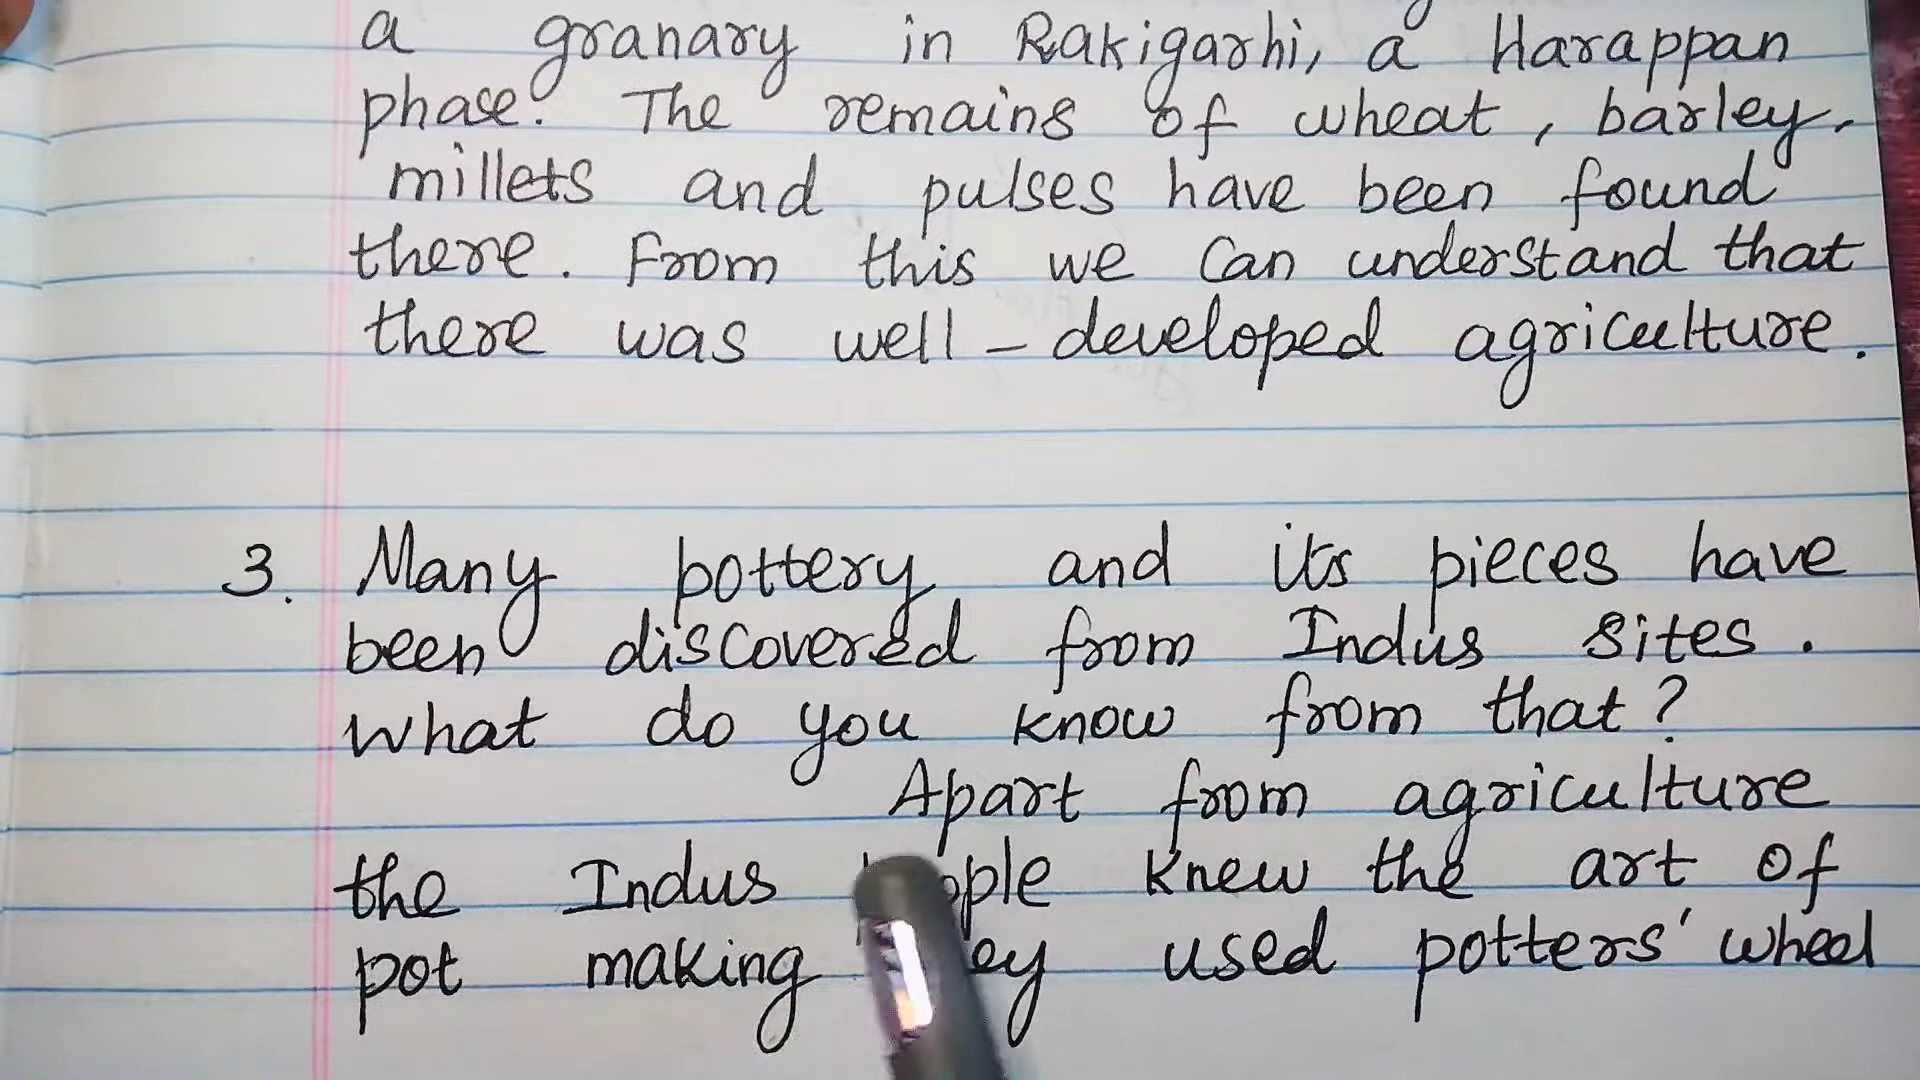 a granary in Rakigarhi, a Harappan
phase. The remains of wheat, barley,
millets and pulses have been found
there. From this we can understand that
there was well-developed agriculture.
3. Many pottery and its pieces have
been discovered from Indus sites.
what do you know from that?
Apart from agriculture
the Indus knew the art of
pot making used potters' wheel